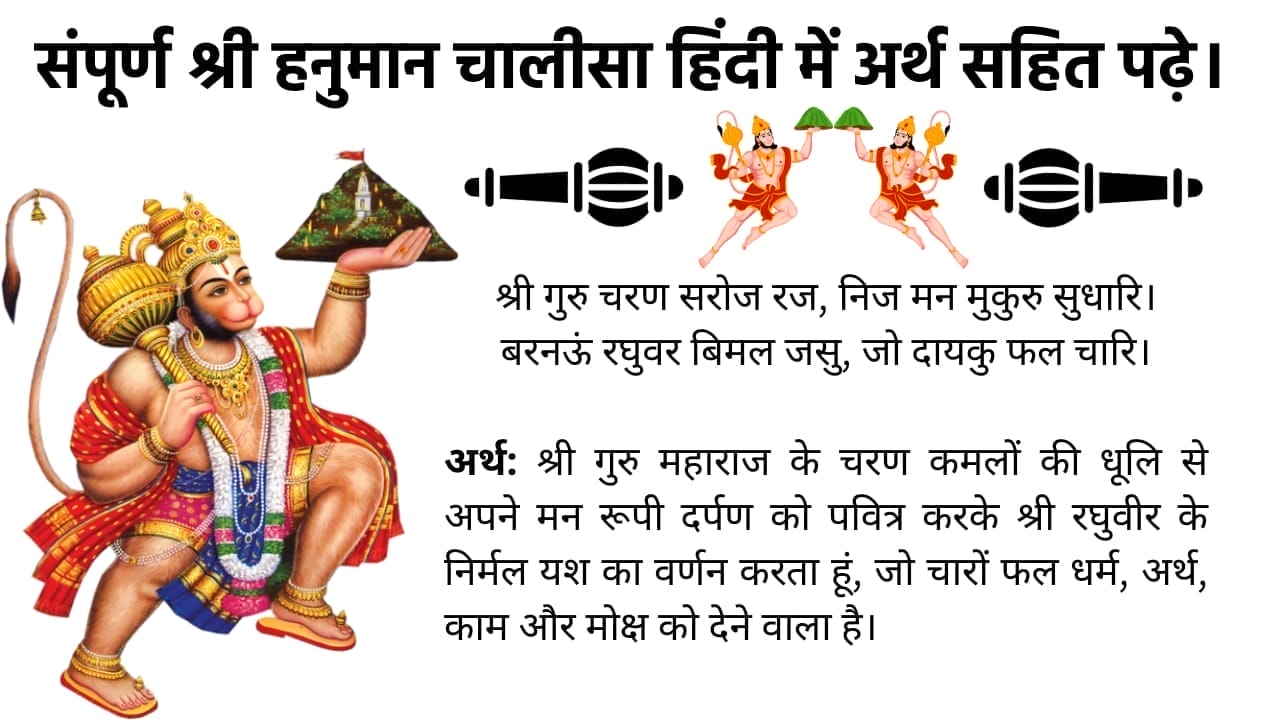 संपूर्ण श्री हनुमान चालीसा हिंदी में अर्थ सहित पढ़े।
श्री गुरु चरण सरोज रज, निज मन मुकुरु सुधारि।
बरनऊं रघुवर बिमल जसु, जो दायकु फल चारि।
अर्थ: श्री गुरु महाराज के चरण कमलों की धूलि से
अपने मन रूपी दर्पण को पवित्र करके श्री रघुवीर के
निर्मल यश का वर्णन करता हूं, जो चारों फल धर्म, अर्थ,
काम और मोक्ष को देने वाला है।